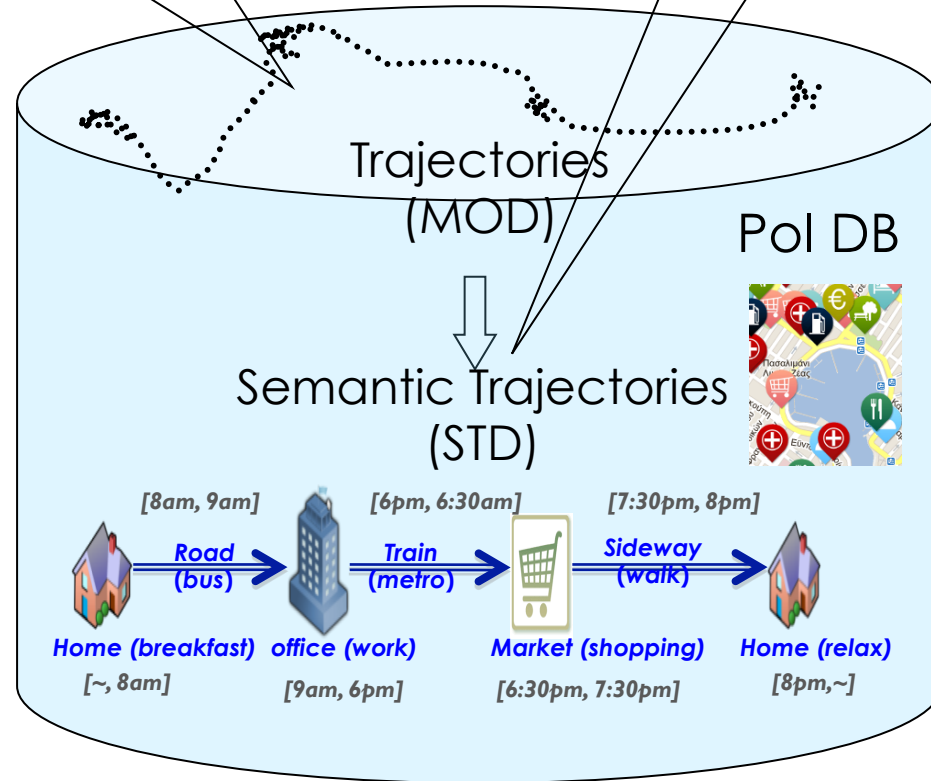 Trajectories
(MOD)
PoI DB
Πασαλιμάνι
Semantic Trajectories
(STD)
[8am, 9am]
[6pm, 6:30am]
[7:30pm, 8pm]
Road
(bus)
Train
(metro)
Sideway
(walk)
Home (breakfast)
office (work)
Market (shopping)
Home (relax)
[~, 8am]
[9am, 6pm]
[6:30pm, 7:30pm]
[8pm,~]